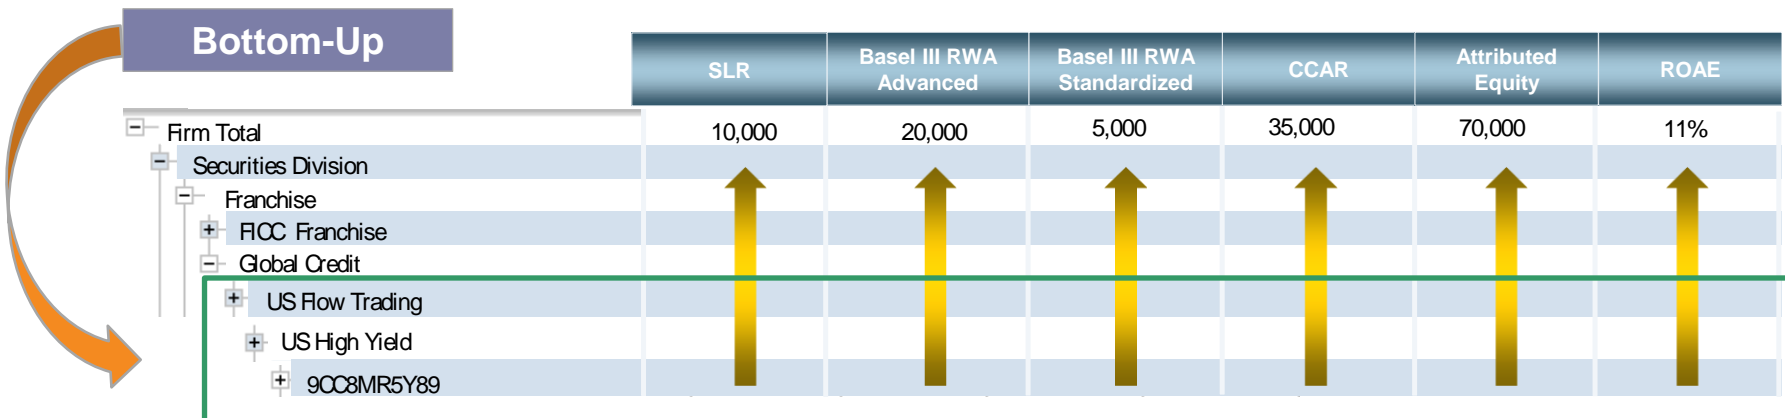 Bottom-Up
SLR
Basel III RWA
Advanced
Basel III RWA
Standardized
CCAR
Attributed
Equity
ROAE
Firm Total 10,000 20,000 5,000 35,000 70,000 11%
Securities Division
Franchise
FICC Franchise
Global Credit
US Flow Trading
US High Yield
9CC8MR5Y89